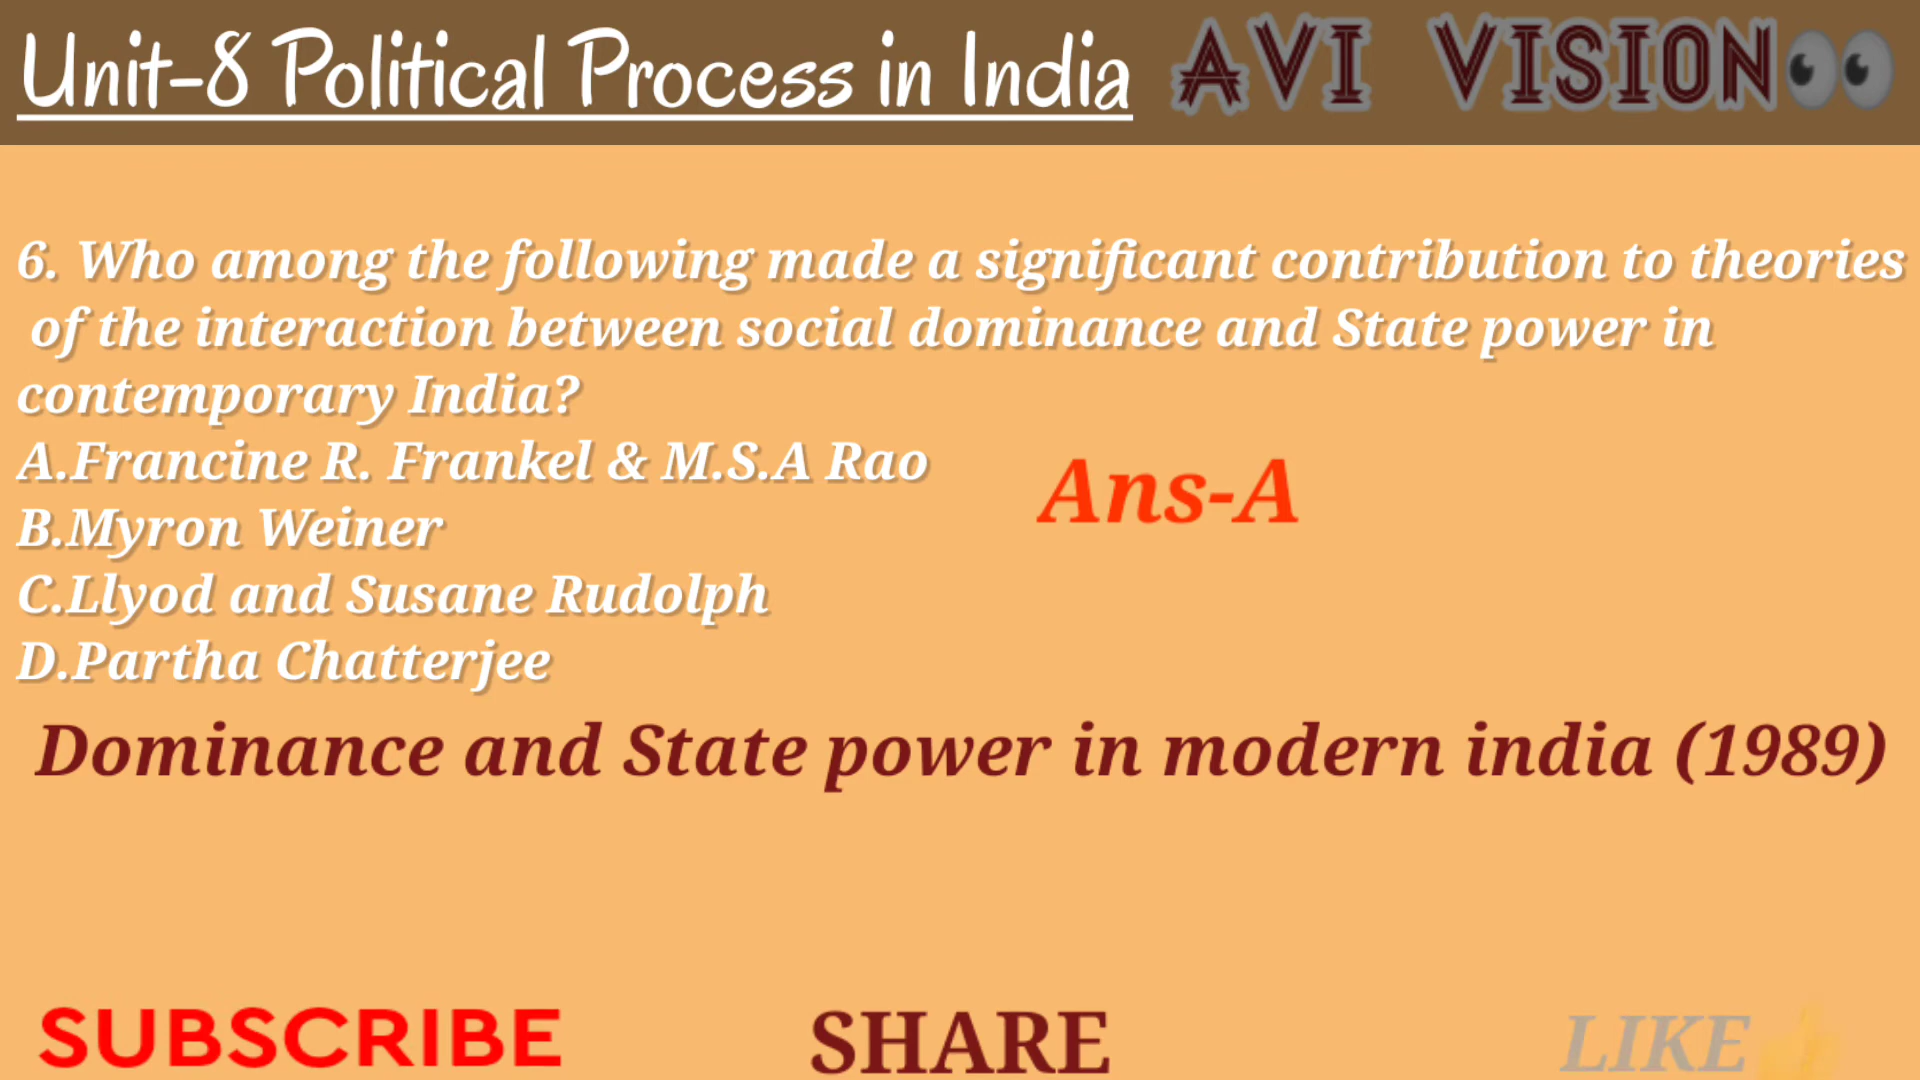 Unit-8 Political Process in India AVI VISION👀
6. Who among the following made a significant contribution to theories
of the interaction between social dominance and State power in
contemporary India?
A.Francine R. Frankel & M.S.A Rao
Ans-A
B.Myron Weiner
C.Llyod and Susane Rudolph
D.Partha Chatterjee
Dominance and State power in modern india (1989)
SUBSCRIBE SHARE LIKE👍